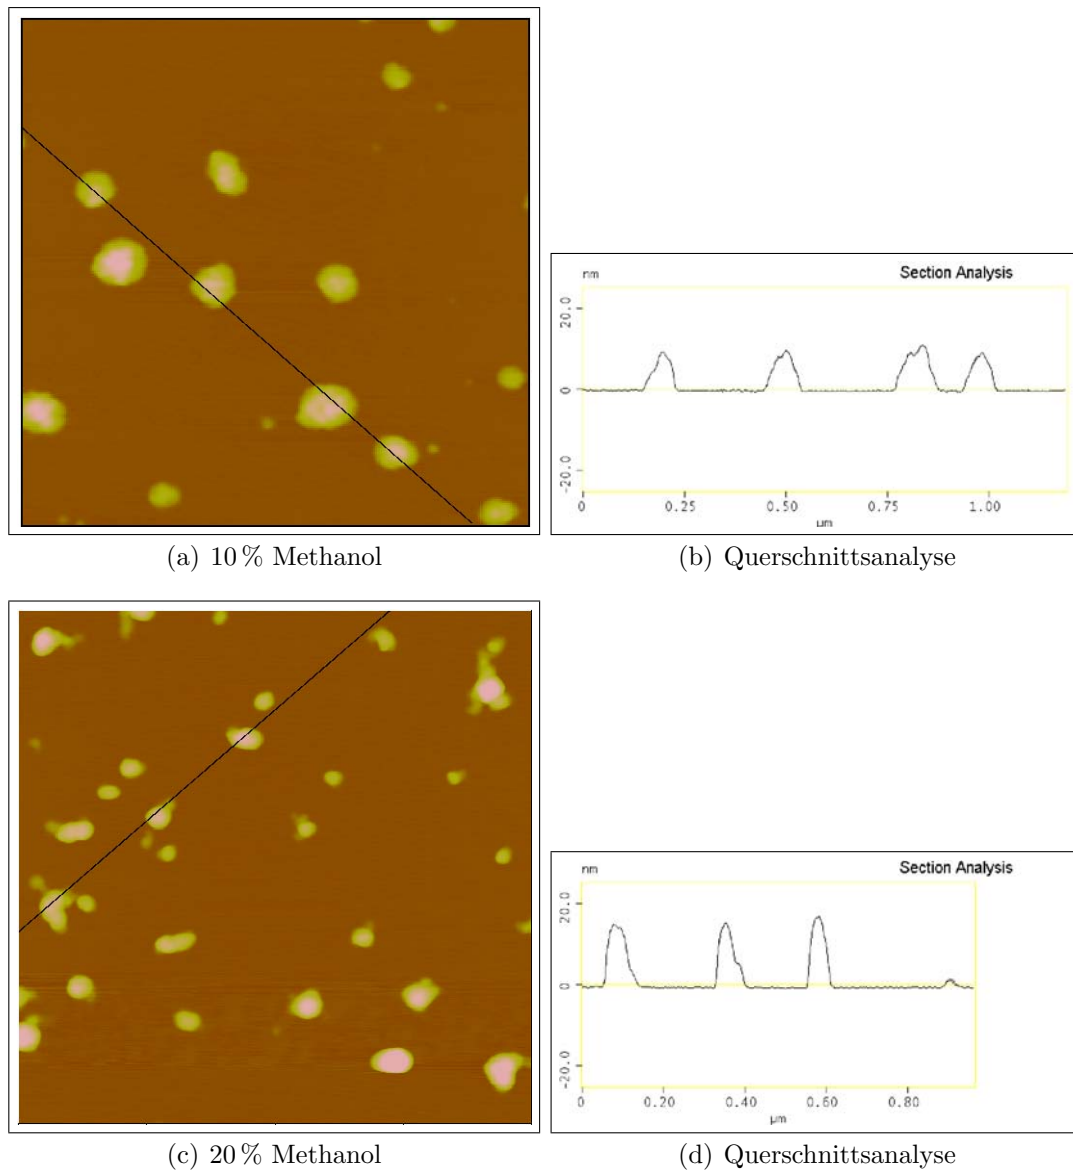 nm
Section Analysis
20.0
0
-20.0
0
0.25
0.50
0.75
1.00
µm
(a) 10 % Methanol
(b) Querschnittsanalyse
nm
Section Analysis
20.0
0
-20.0
0
0.20
0.40
0.60
0.80
µm
(c) 20 % Methanol
(d) Querschnittsanalyse